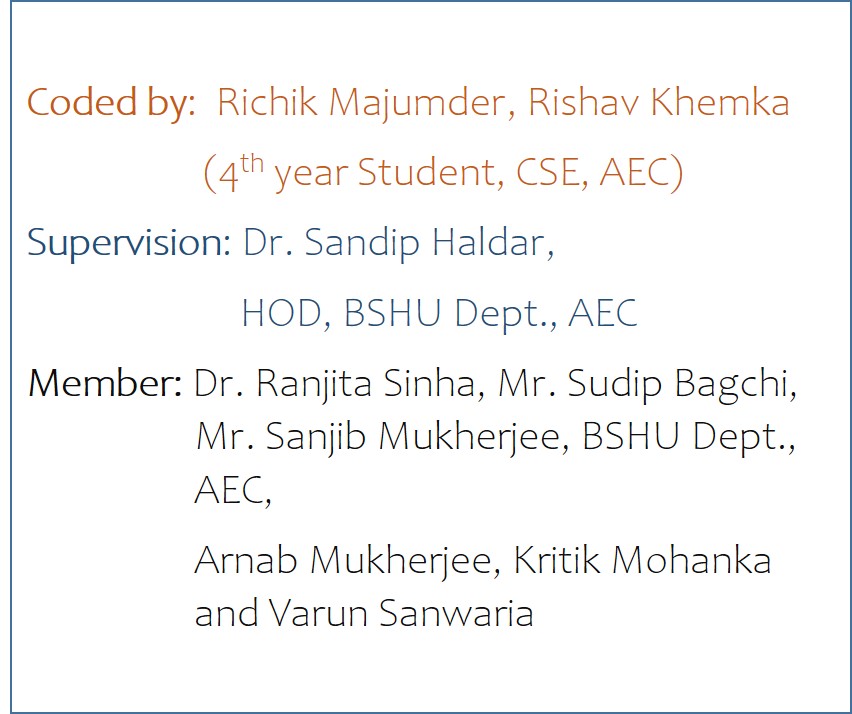 Coded by: Richik Majumder, Rishav Khemka
(4th year Student, CSE, AEC)
Supervision: Dr. Sandip Haldar,
HOD, BSHU Dept., AEC
Member: Dr. Ranjita Sinha, Mr. Sudip Bagchi,
Mr. Sanjib Mukherjee, BSHU Dept.,
AEC,
Arnab Mukherjee, Kritik Mohanka
and Varun Sanwaria